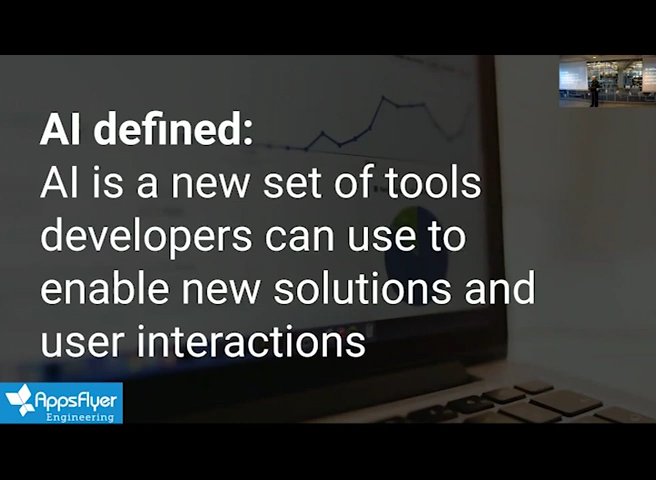 AI defined:
AI is a new set of tools
developers can use to
enable new solutions and
user interactions
AppsFlyer
Engineering